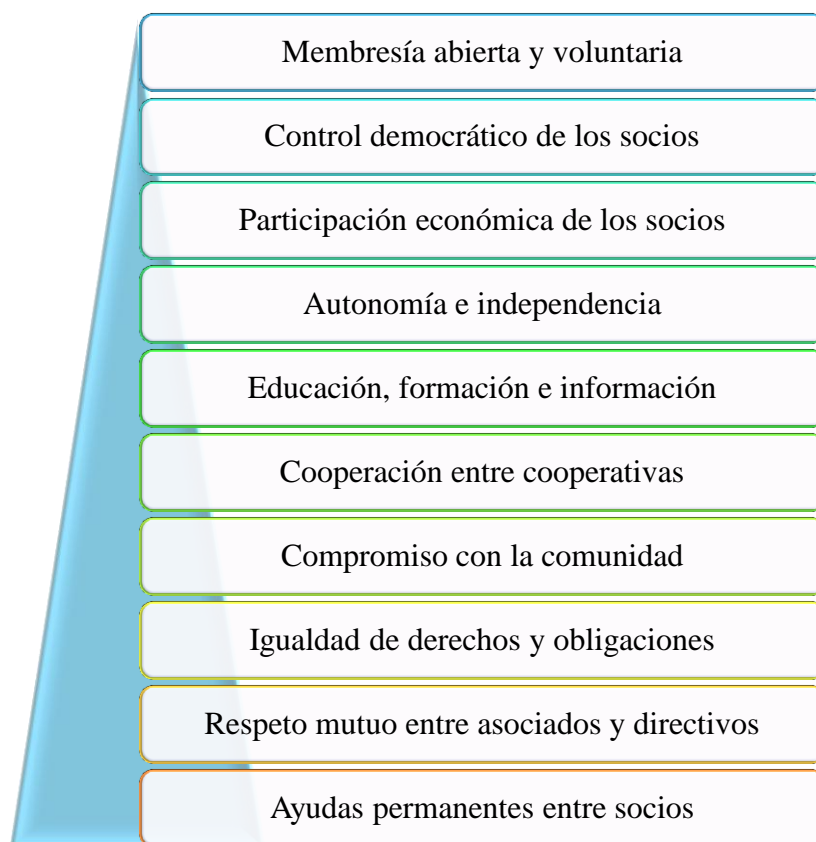 Membresía abierta y voluntaria
Control democrático de los socios
Participación económica de los socios
Autonomía e independencia
Educación, formación e información
Cooperación entre cooperativas
Compromiso con la comunidad
Igualdad de derechos y obligaciones
Respeto mutuo entre asociados y directivos
Ayudas permanentes entre socios